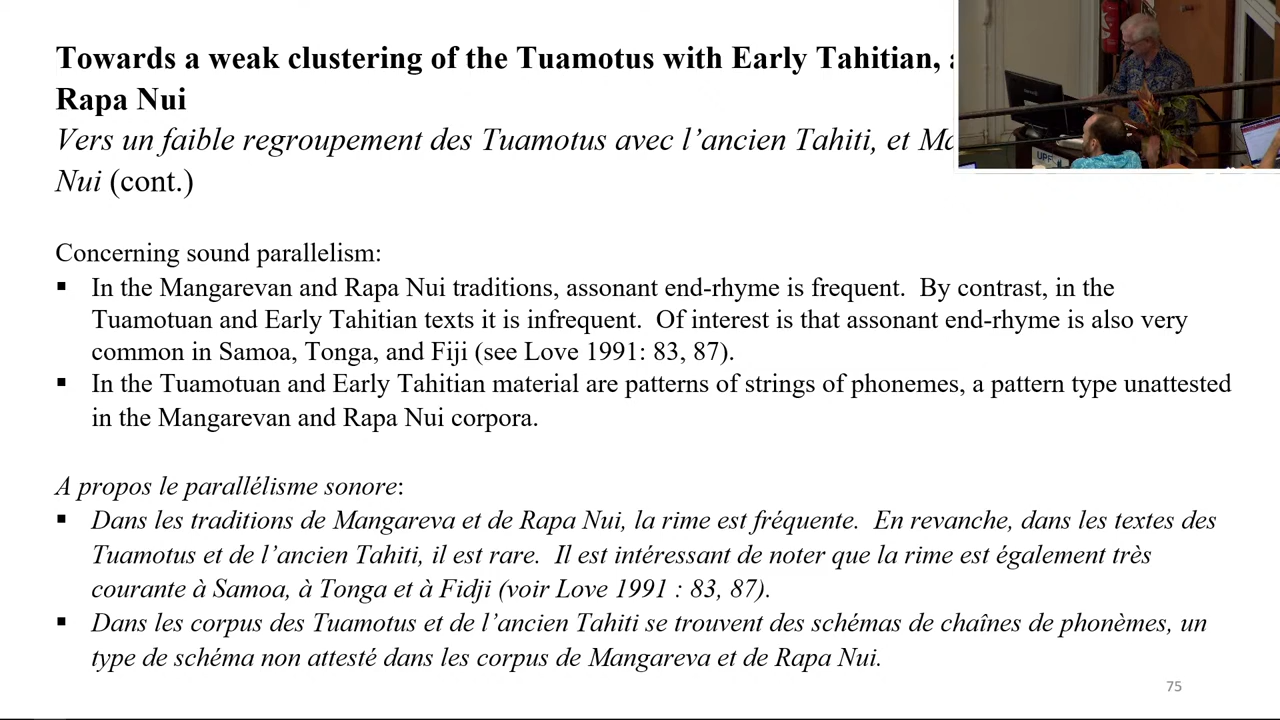 Towards a weak clustering of the Tuamotus with Early Tahitian,
Rapa Nui
Vers un faible regroupement des Tuamotus avec l’ancien Tahiti, et
Nui (cont.)
Concerning sound parallelism:
▪ In the Mangarevan and Rapa Nui traditions, assonant end-rhyme is frequent. By contrast, in the
Tuamotuan and Early Tahitian texts it is infrequent. Of interest is that assonant end-rhyme is also very
common in Samoa, Tonga, and Fiji (see Love 1991: 83, 87).
▪ In the Tuamotuan and Early Tahitian material are patterns of strings of phonemes, a pattern type unattested
in the Mangarevan and Rapa Nui corpora.
A propos le parallélisme sonore:
▪ Dans les traditions de Mangareva et de Rapa Nui, la rime est fréquente. En revanche, dans les textes des
Tuamotus et de l’ancien Tahiti, il est rare. Il est intéressant de noter que la rime est également très
courante à Samoa, à Tonga et à Fidji (voir Love 1991 : 83, 87).
▪ Dans les corpus des Tuamotus et de l’ancien Tahiti se trouvent des schémas de chaînes de phonèmes, un
type de schéma non attesté dans les corpus de Mangareva et de Rapa Nui.
75